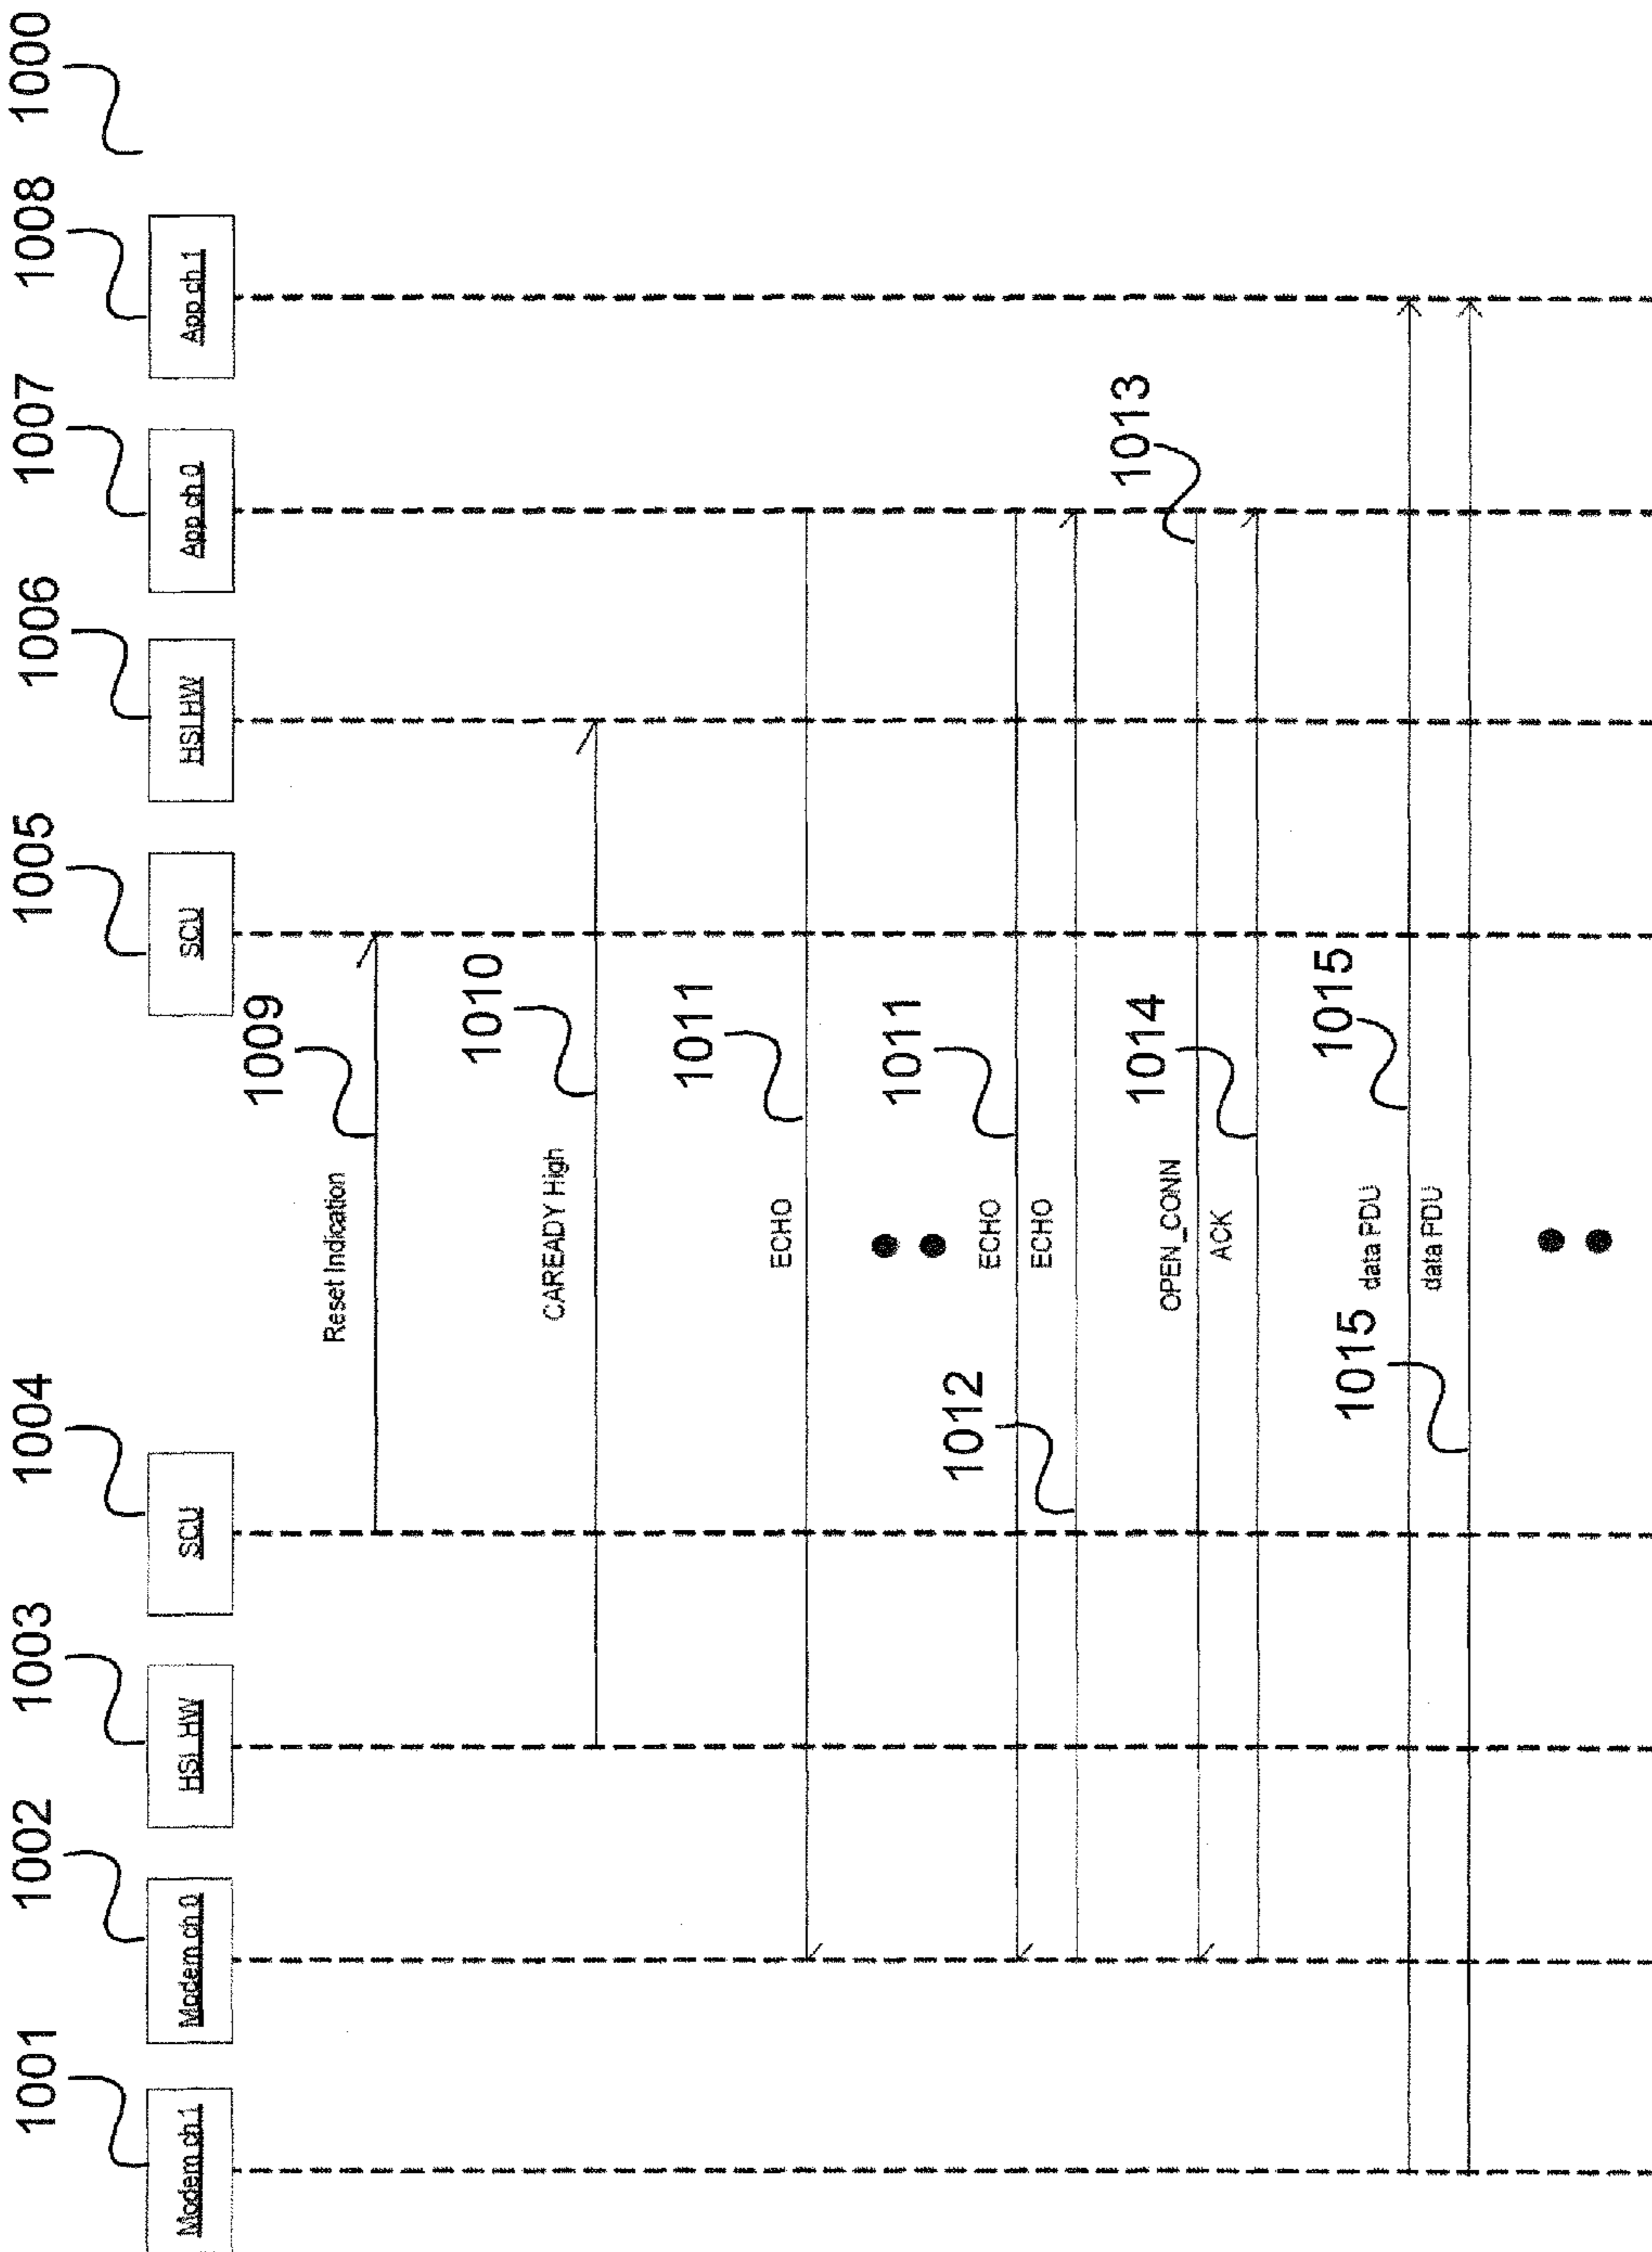 1001
1002
1003
1004
1005
1006
1007
1008
1000
Modem ch 1
Modem ch 0
HSI HW
SCU
SCU
HSI HW
App ch 0
App ch 1
1009
Reset Indication
1010
CAREADY High
1011
ECHO
1011
ECHO
1012
ECHO
1013
OPEN_CONN
1014
ACK
1015
data PDU
1015
data PDU